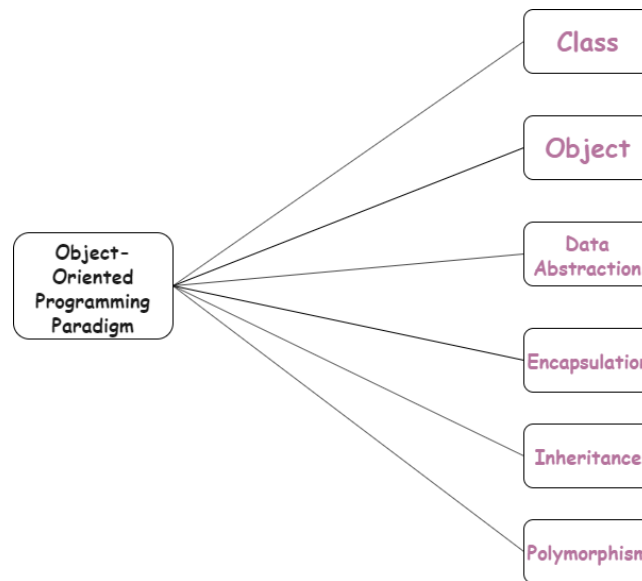 Class
Object
Data
Abstraction
Object-
Oriented
Programming
Paradigm
Encapsulation
Inheritance
Polymorphism